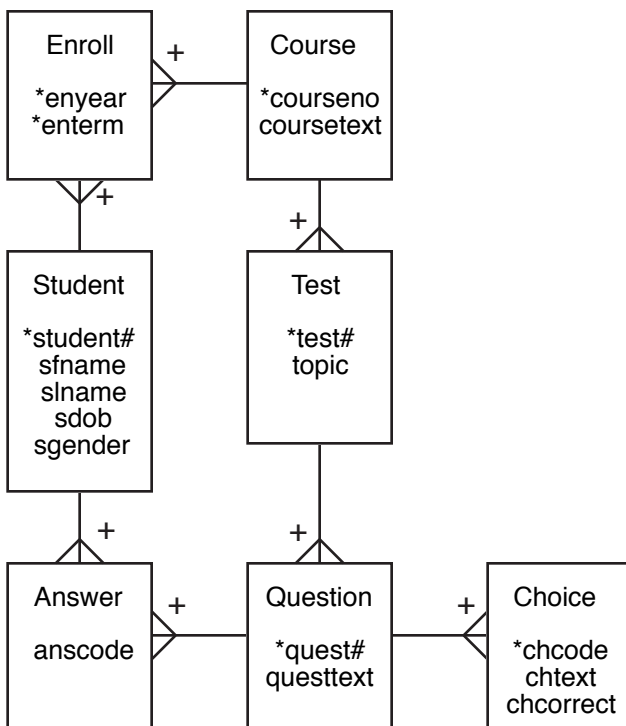 Enroll
*enyear
*enterm
+
+
Course
*courseno
coursetext
+
Student
*student#
sfname
slname
sdob
sgender
+
Test
*test#
topic
+
Answer
anscode
+
Question
*quest#
questtext
+
Choice
*chcode
chtext
chcorrect